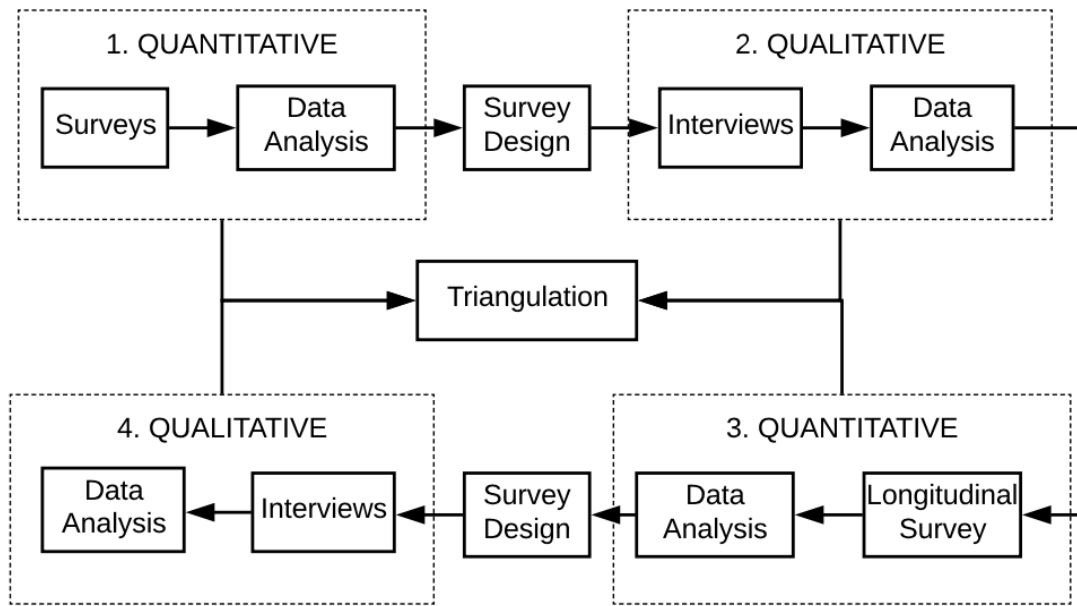 1. QUANTITATIVE
Surveys
Data
Analysis
Survey
Design
2. QUALITATIVE
Interviews
Data
Analysis
Triangulation
4. QUALITATIVE
Data
Analysis
Interviews
Survey
Design
3. QUANTITATIVE
Data
Analysis
Longitudinal
Survey